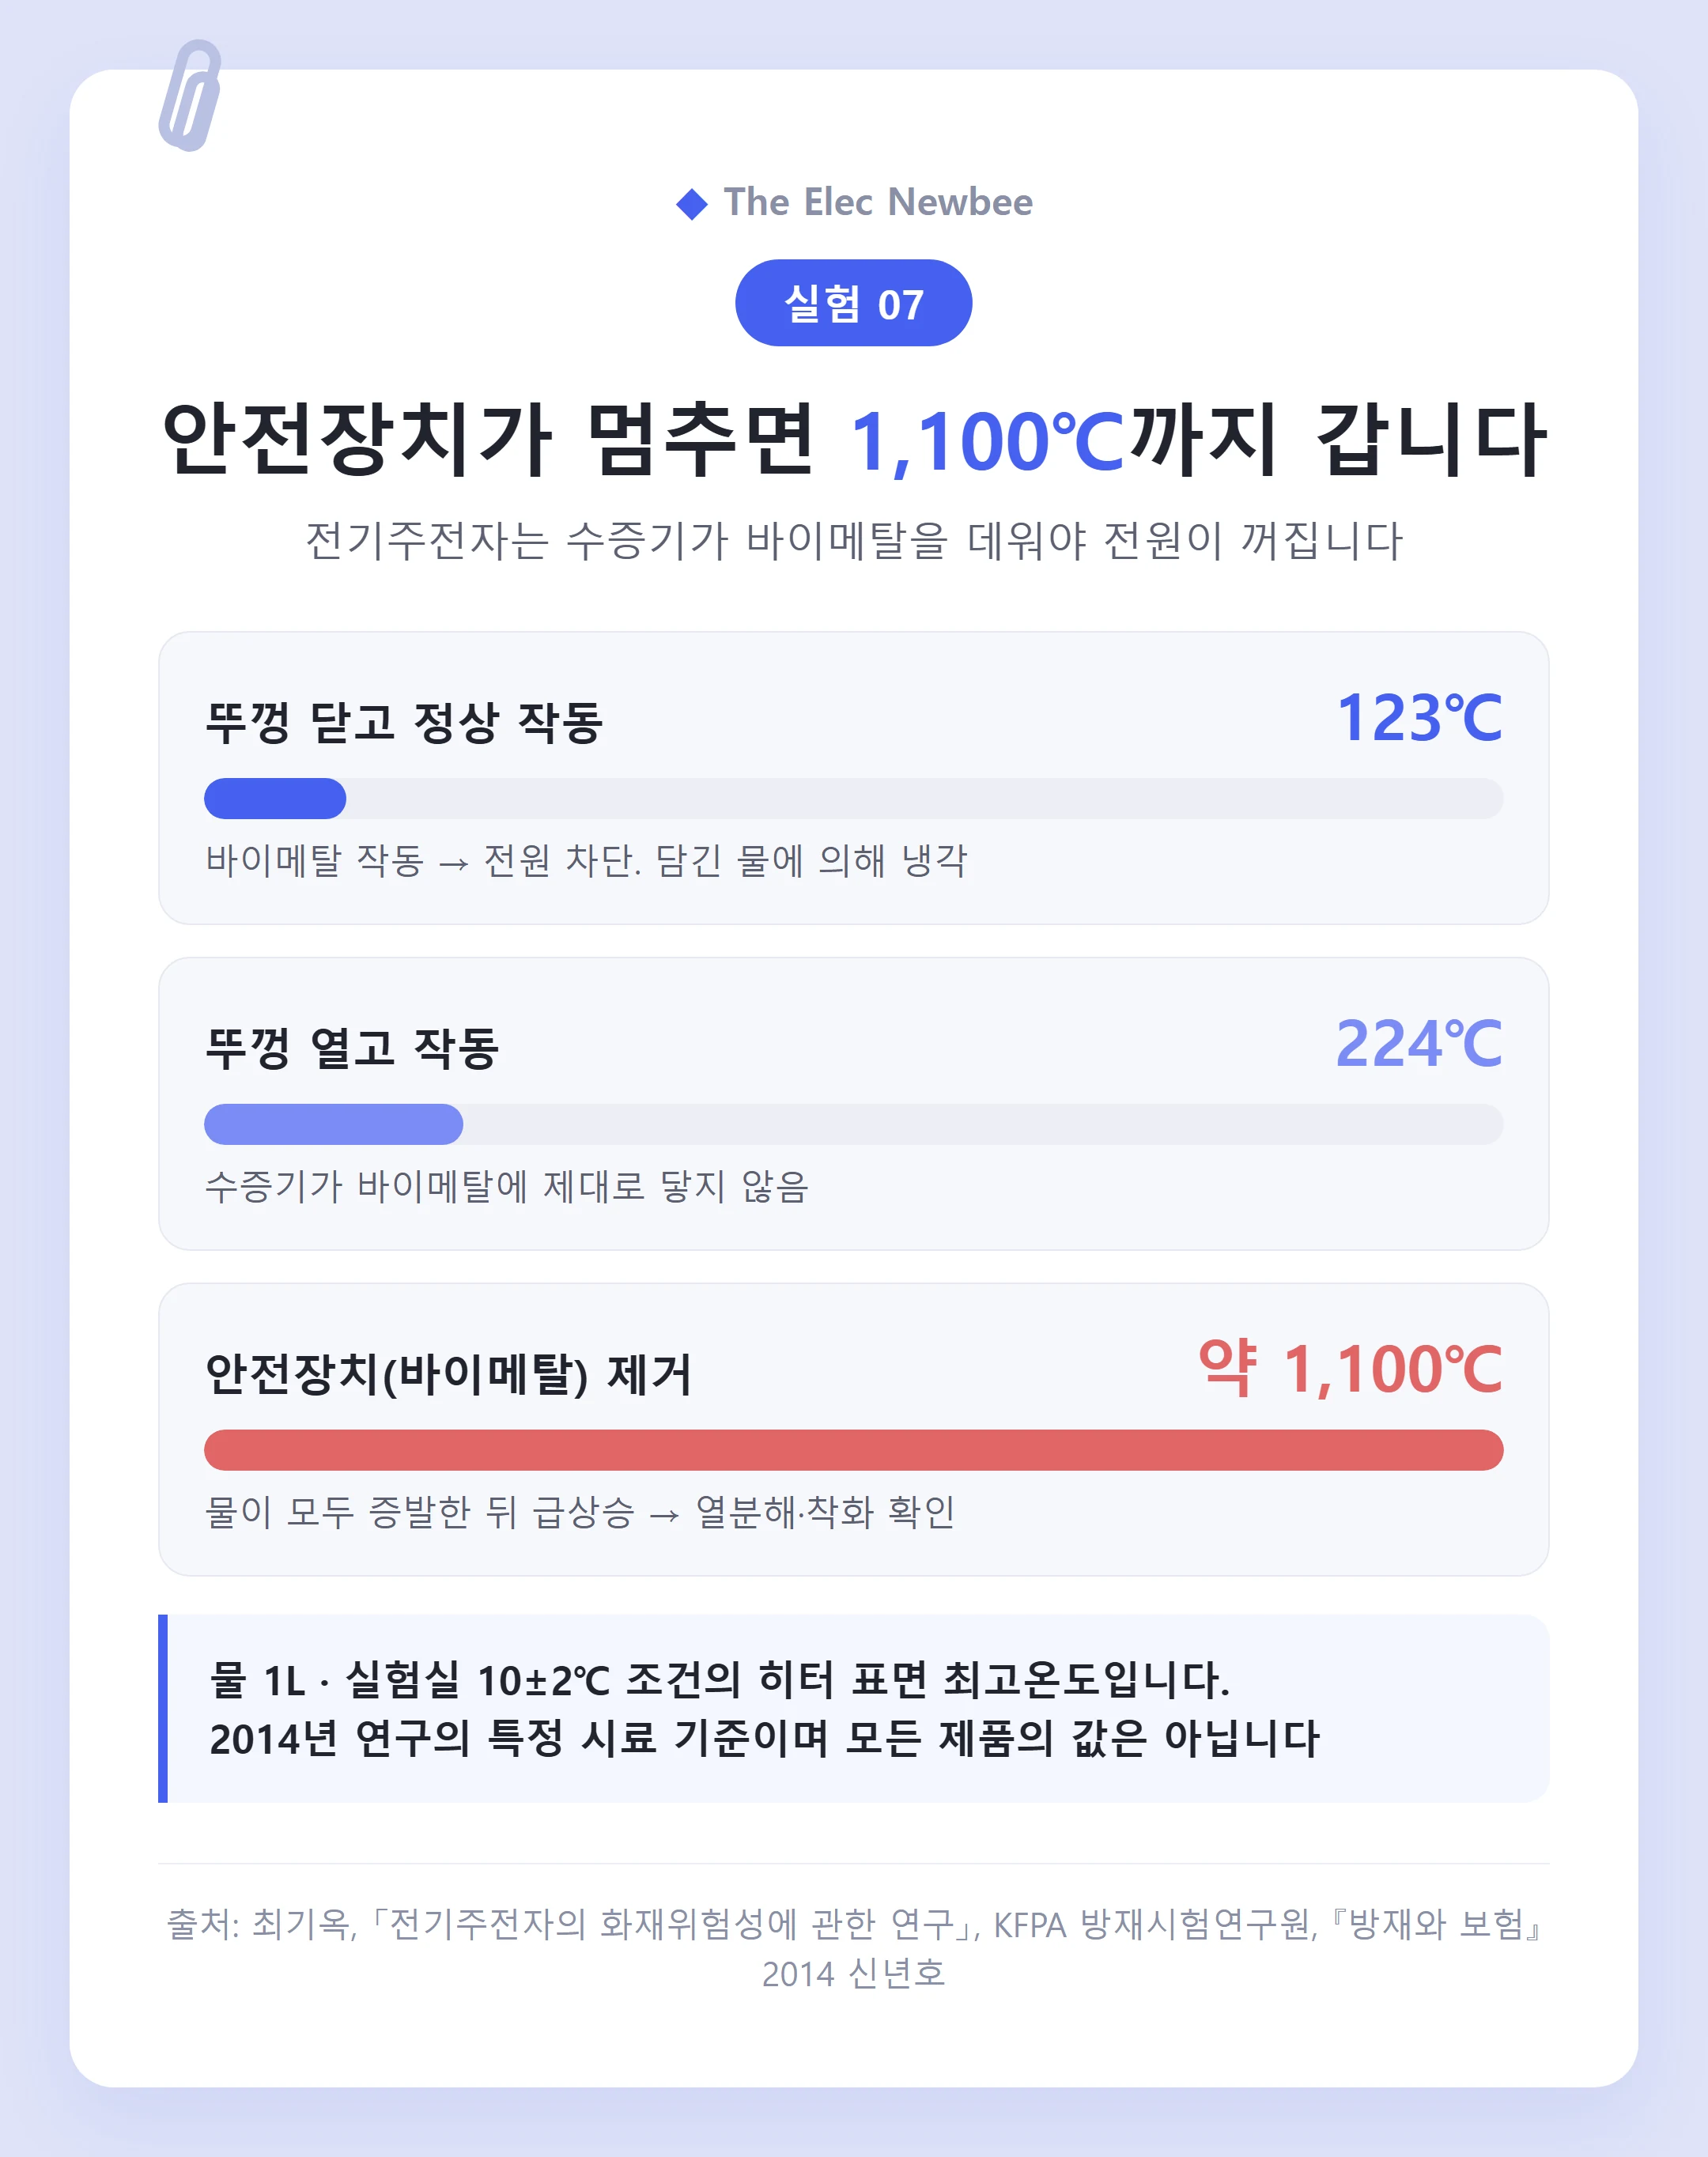 The Elec Newbee
실험 07
안전장치가 멈추면 1,100℃까지 갑니다
전기주전자는 수증기가 바이메탈을 데워야 전원이 꺼집니다
뚜껑 닫고 정상 작동
123℃
바이메탈 작동 → 전원 차단. 담긴 물에 의해 냉각
뚜껑 열고 작동
224℃
수증기가 바이메탈에 제대로 닿지 않음
안전장치(바이메탈) 제거
약 1,100℃
물이 모두 증발한 뒤 급상승 → 열분해·착화 확인
물 1L · 실험실 10±2℃ 조건의 히터 표면 최고온도입니다.
2014년 연구의 특정 시료 기준이며 모든 제품의 값은 아닙니다
출처: 최기옥, 「전기주전자의 화재위험성에 관한 연구」, KFPA 방재시험연구원, 『방재와 보험』
2014 신년호